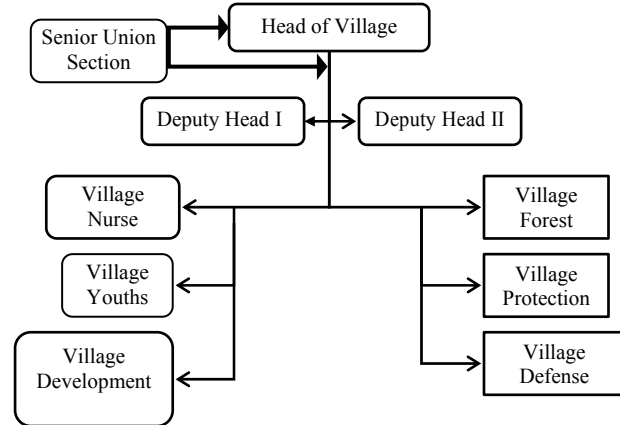 Head of Village
Senior Union
Section
Deputy Head I
Deputy Head II
Village
Nurse
Village
Forest
Village
Youths
Village
Protection
Village
Development
Village
Defense